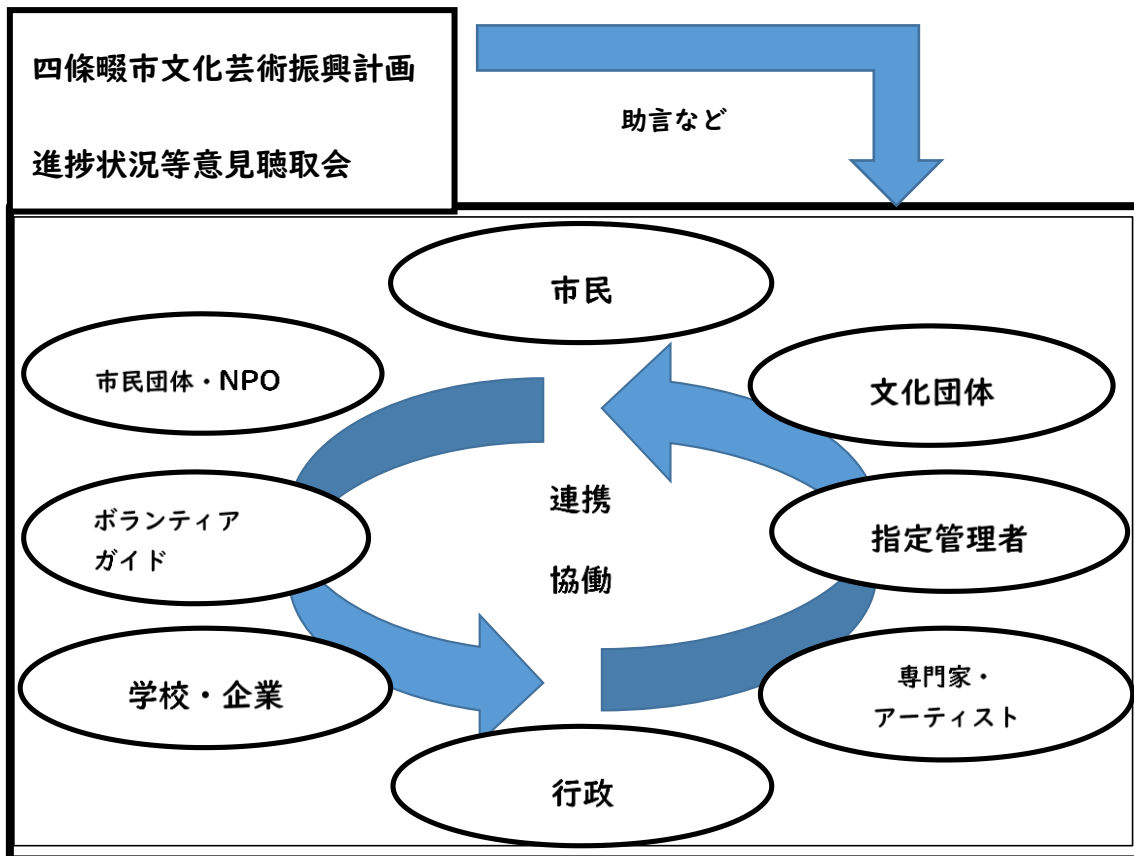 四條畷市文化芸術振興計画
進捗状況等意見聴取会
助言など
市民
市民団体・NPO
文化団体
ボランティア
ガイド
連携
協働
指定管理者
学校・企業
専門家・
アーティスト
行政